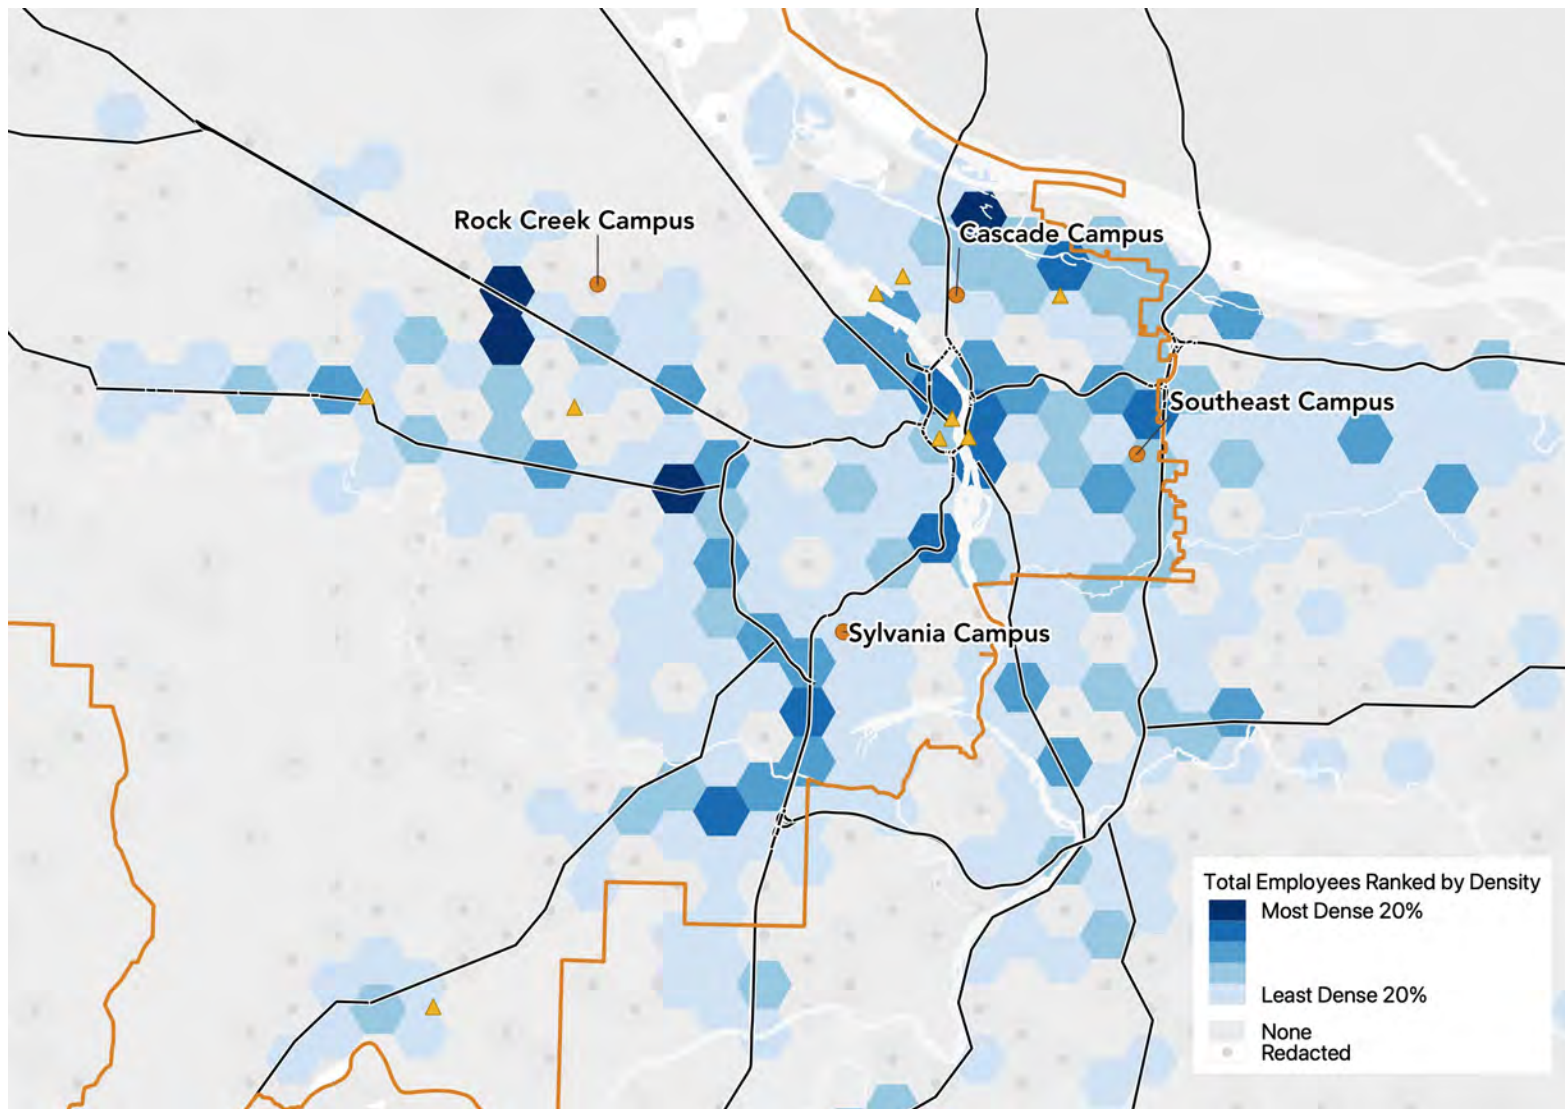 Rock Creek Campus
Cascade Campus
Southeast Campus
Sylvania Campus
Total Employees Ranked by Density
Most Dense 20%
Least Dense 20%
None
Redacted